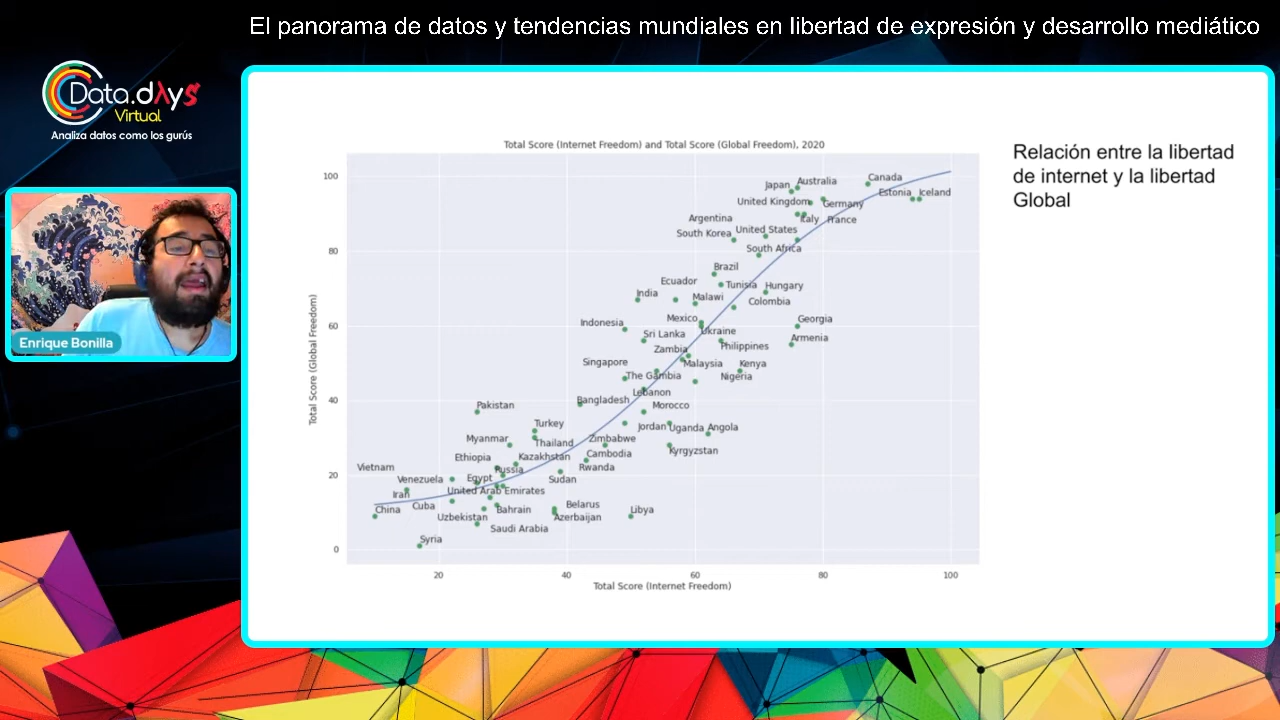 El panorama de datos y tendencias mundiales en libertad de expresión y desarrollo mediático
Data.dAys
Virtual
Analiza datos como los gurús
Enrique Bonilla
Relación entre la libertad
de internet y la libertad
Global
Total Score (Internet Freedom) and Total Score (Global Freedom), 2020
Total Score (Global Freedom)
100
80
60
40
20
0
Canada
Australia
Japan
Estonia
Iceland
United Kingdom
Germany
Argentina
Italy
France
South Korea
United States
South Africa
Brazil
Ecuador
Tunisia
Hungary
India
Malawi
Colombia
Indonesia
Mexico
Georgia
Sri Lanka
Ukraine
Armenia
Zambia
Philippines
Singapore
Malaysia
Kenya
The Gambia
Nigeria
Lebanon
Bangladesh
Pakistan
Morocco
Turkey
Jordan
Uganda
Angola
Myanmar
Thailand
Zimbabwe
Kyrgyzstan
Ethiopia
Kazakhstan
Cambodia
Vietnam
Russia
Rwanda
Venezuela
Egypt
Sudan
Iran
United Arab Emirates
China
Cuba
Bahrain
Belarus
Libya
Uzbekistan
Azerbaijan
Saudi Arabia
Syria
20
40
60
80
100
Total Score (Internet Freedom)